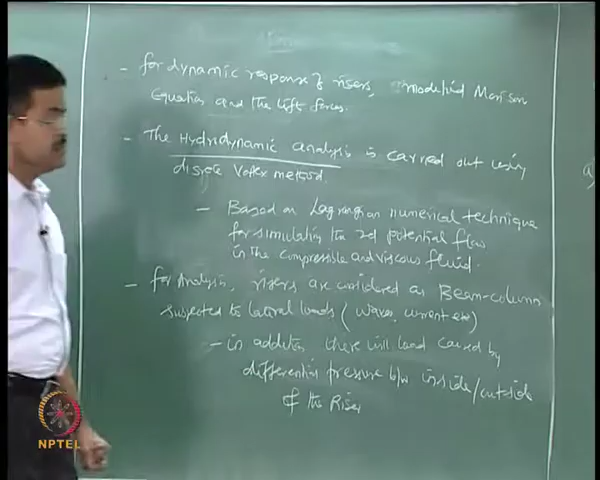 - for dynamic response of risers, modified Morison
Equation and the lift forces.
- The Hydrodynamic analysis is carried out using
discrete vortex method.
- Based on Lagrangian numerical technique
for simulating the 2d potential flow
in the compressible and viscous fluid.
- for Analysis, risers are considered as Beam-column
suspected to lateral loads (waves, current etc)
- in addition there will load caused by
differential pressure b/w inside/outside
of the Riser
a)
NPTEL